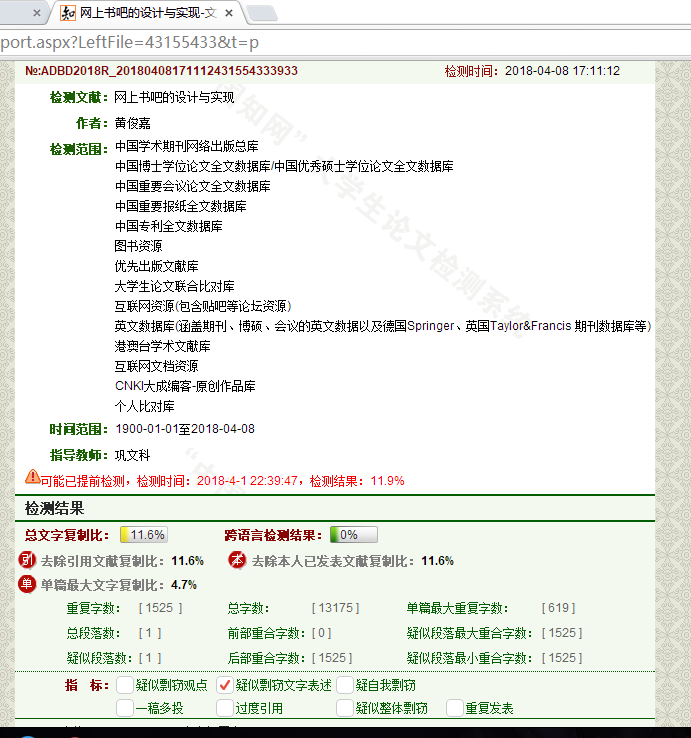 网上书吧的设计与实现-文
port.aspx?LeftFile=43155433&t=p
№:ADBD2018R_20180408171112431554333933 检测时间：2018-04-08 17:11:12
检测文献：网上书吧的设计与实现
作者：黄俊嘉
检测范围：中国学术期刊网络出版总库
中国博士学位论文全文数据库/中国优秀硕士学位论文全文数据库
中国重要会议论文全文数据库
中国重要报纸全文数据库
中国专利全文数据库
图书资源
优先出版文献库
大学生论文联合比对库
互联网资源(包含贴吧等论坛资源)
英文数据库(涵盖期刊、博硕、会议的英文数据以及德国Springer、英国Taylor&Francis 期刊数据库等)
港澳台学术文献库
互联网文档资源
CNKI大成编客-原创作品库
个人比对库
时间范围：1900-01-01至2018-04-08
指导教师：巩文科
可能已提前检测，检测时间：2018-4-1 22:39:47，检测结果：11.9%
检测结果
总文字复制比：11.6% 跨语言检测结果：0%
引 去除引用文献复制比：11.6% 本 去除本人已发表文献复制比：11.6%
单 单篇最大文字复制比：4.7%
重复字数：[1525 ] 总字数：[13175 ] 单篇最大重复字数：[619 ]
总段落数：[1 ] 前部重合字数：[0 ] 疑似段落最大重合字数：[1525 ]
疑似段落数：[1 ] 后部重合字数：[1525 ] 疑似段落最小重合字数：[1525 ]
指 标：疑似剽窃观点 疑似剽窃文字表述 疑自我剽窃
一稿多投 过度引用 疑似整体剽窃 重复发表